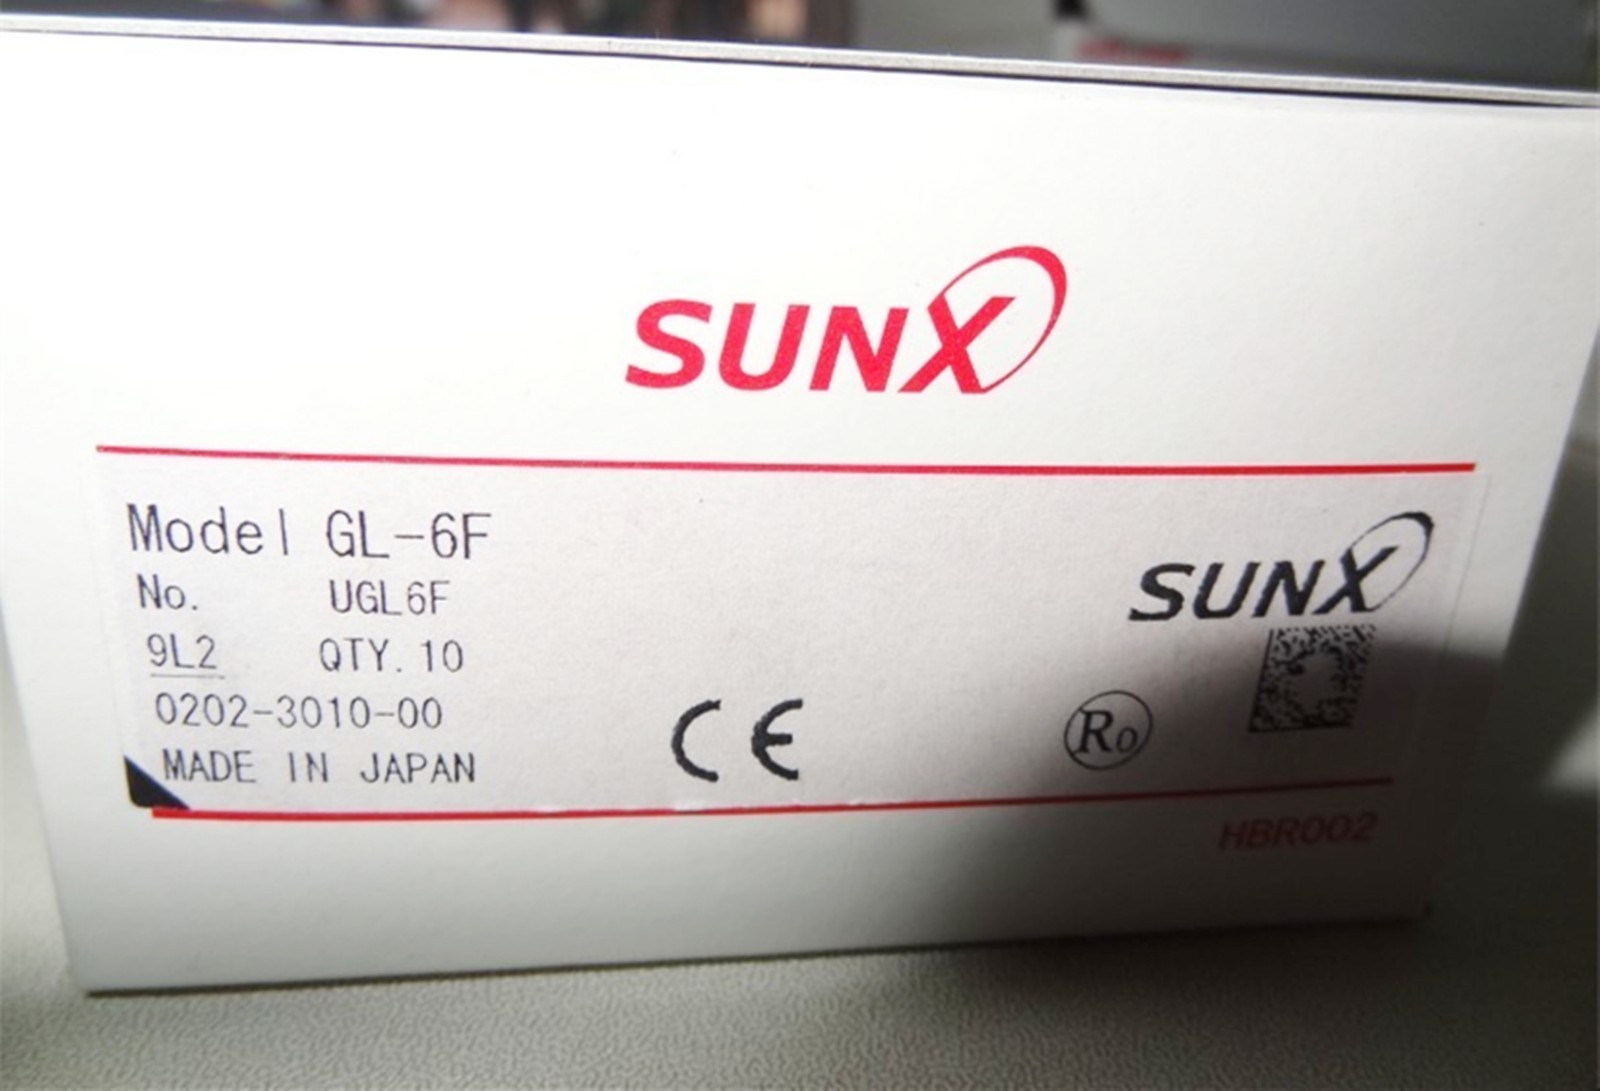 SUNX
Model GL-6F
No. UGL6F
9L2 QTY.10
0202-3010-00
MADE IN JAPAN
CE
SUNX
Ro
HBR002